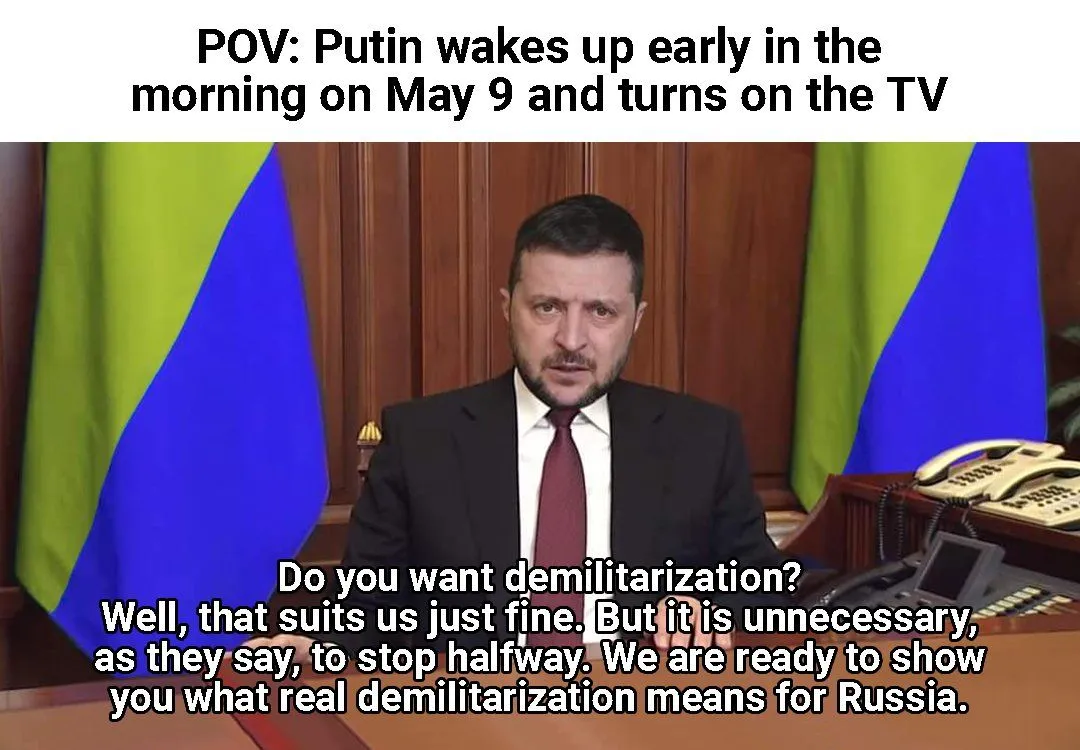 POV: Putin wakes up early in the
morning on May 9 and turns on the TV
Do you want demilitarization?
Well, that suits us just fine. But it is unnecessary,
as they say, to stop halfway. We are ready to show
you what real demilitarization means for Russia.